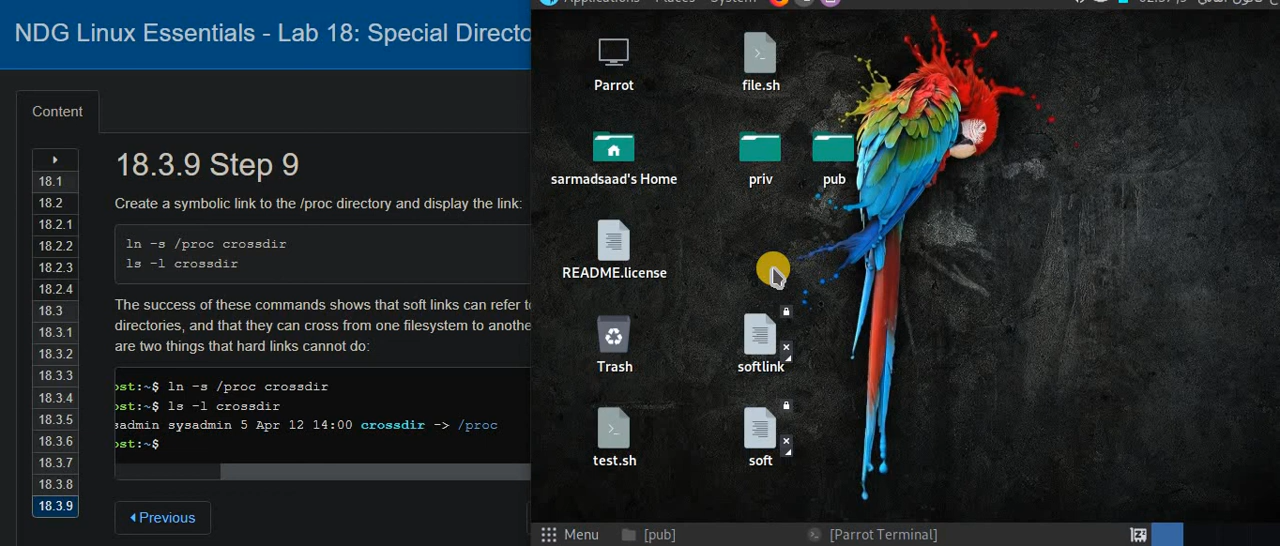 NDG Linux Essentials - Lab 18: Special Directo
Content
18.1
18.2
18.2.1
18.2.2
18.2.3
18.2.4
18.3
18.3.1
18.3.2
18.3.3
18.3.4
18.3.5
18.3.6
18.3.7
18.3.8
18.3.9
18.3.9 Step 9
Create a symbolic link to the /proc directory and display the link:
ln -s /proc crossdir
ls -l crossdir
The success of these commands shows that soft links can refer to
directories, and that they can cross from one filesystem to anothe
are two things that hard links cannot do:
ost:~$ ln -s /proc crossdir
ost:~$ ls -l crossdir
sadmin sysadmin 5 Apr 12 14:00 crossdir -> /proc
ost:~$
Previous
Applications Places System
Parrot
file.sh
sarmadsaad's Home
priv
pub
README.license
Trash
softlink
test.sh
soft
Menu
[pub]
[Parrot Terminal]